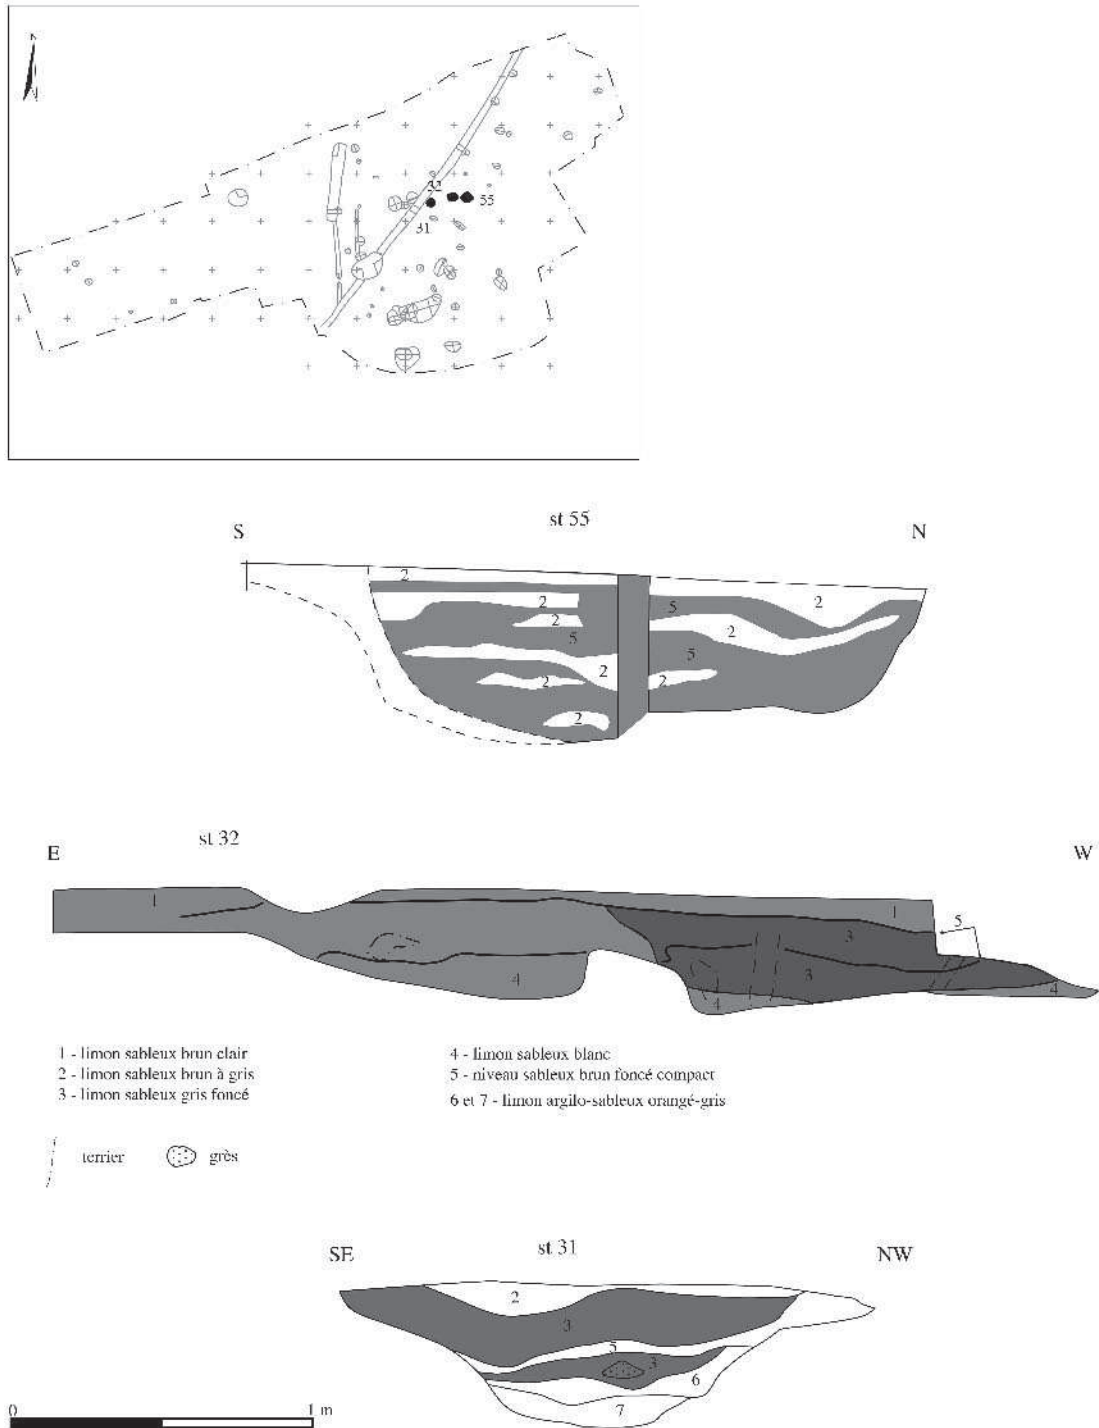 N
32
55
31
st 55
S
N
2
2
5
2
2
2
5
5
2
2
2
2
2
st 32
E
W
1
1
5
3
3
4
4
4
1 - limon sableux brun clair
2 - limon sableux brun à gris
3 - limon sableux gris foncé
4 - limon sableux blanc
5 - niveau sableux brun foncé compact
6 et 7 - limon argilo-sableux orangé-gris
terrier
grès
SE
st 31
NW
2
3
5
3
6
7
0
1 m